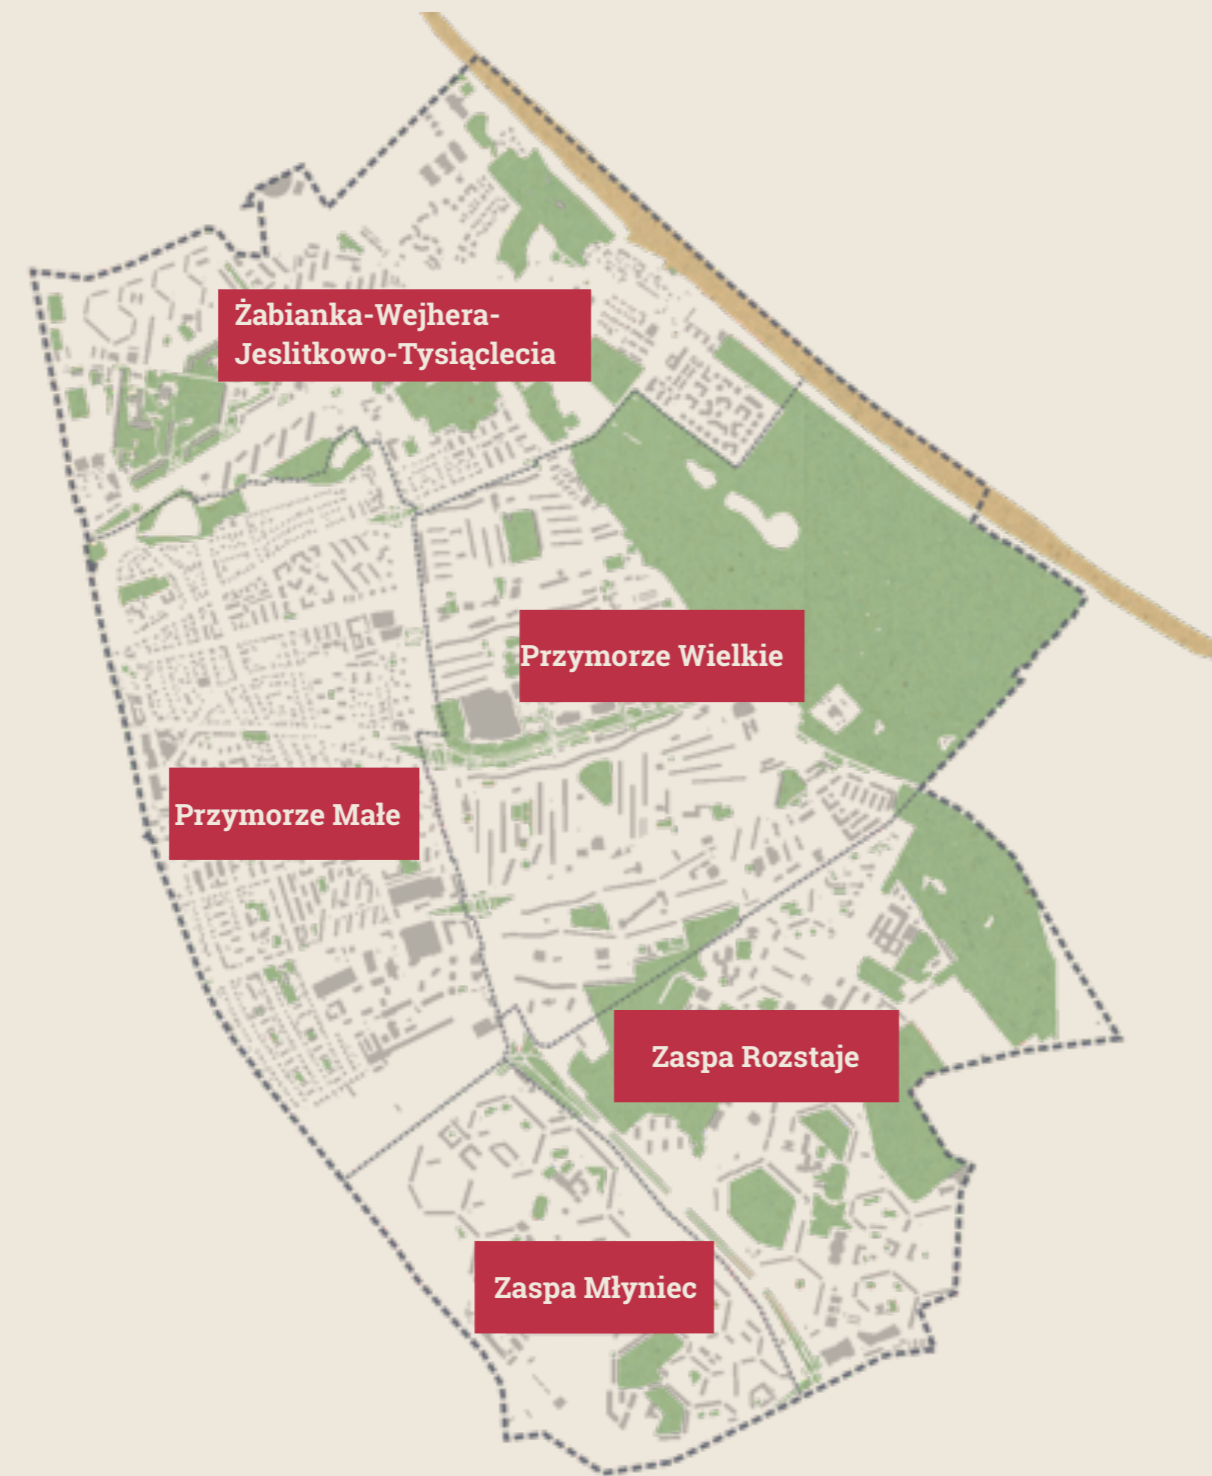 Żabianka-Wejhera-
Jeslitkowo-Tysiąclecia
Przymorze Wielkie
Przymorze Małe
Zaspa Rozstaje
Zaspa Młyniec